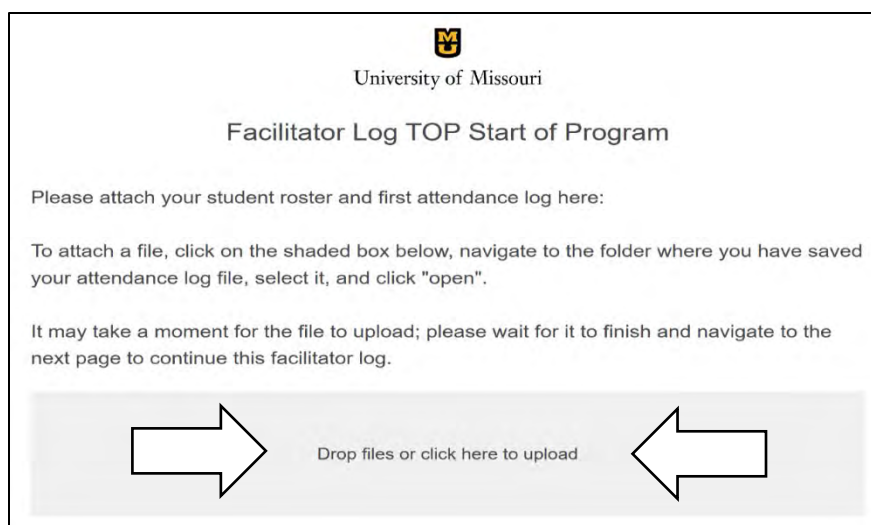 MU
University of Missouri
Facilitator Log TOP Start of Program
Please attach your student roster and first attendance log here:
To attach a file, click on the shaded box below, navigate to the folder where you have saved
your attendance log file, select it, and click "open".
It may take a moment for the file to upload; please wait for it to finish and navigate to the
next page to continue this facilitator log.
Drop files or click here to upload